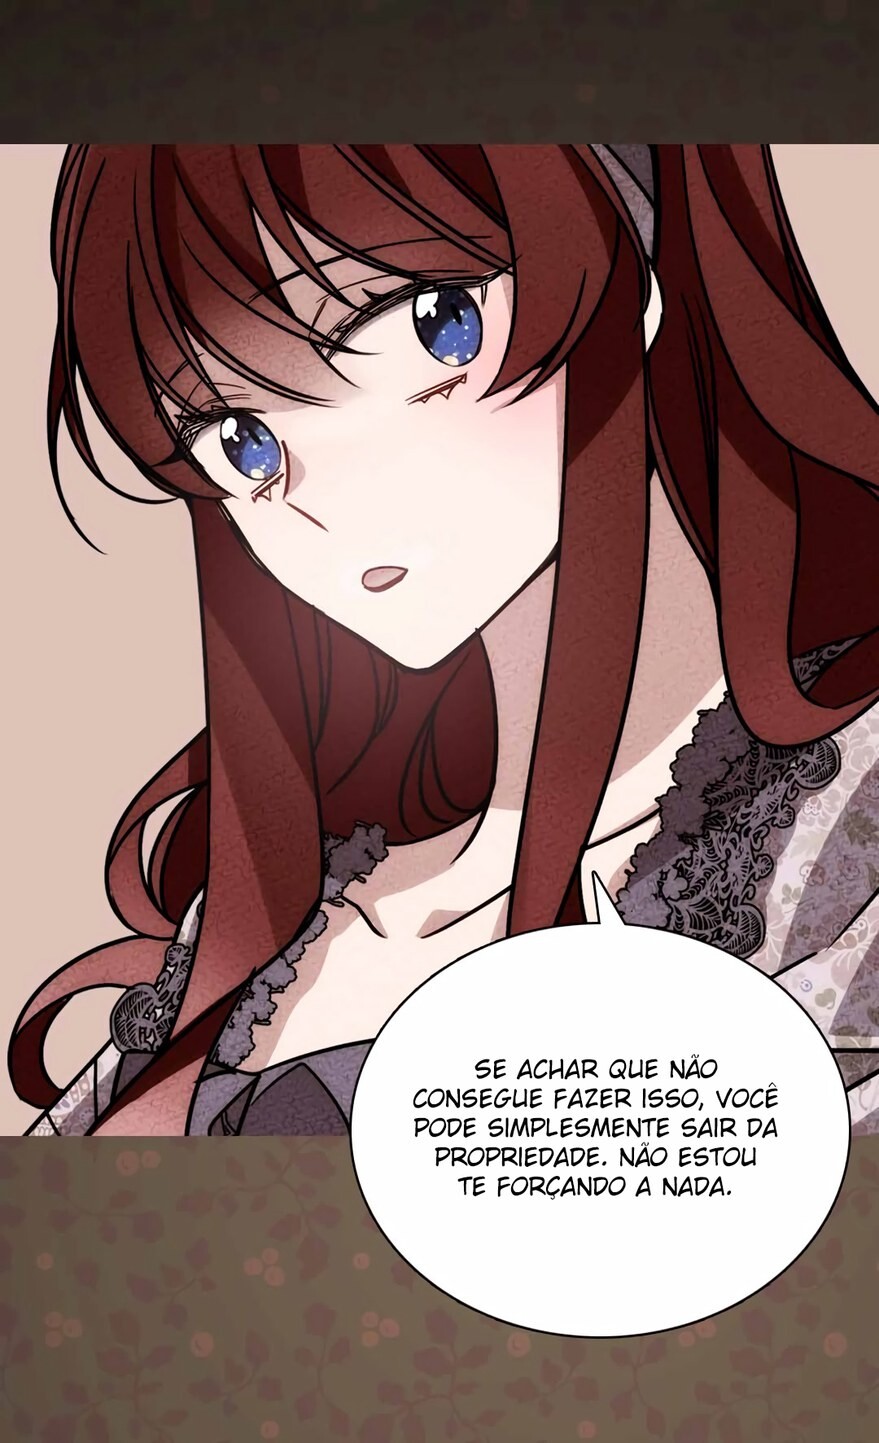 SE ACHAR QUE NÃO
CONSEGUE FAZER ISSO, VOCÊ
PODE SIMPLESMENTE SAIR DA
PROPRIEDADE. NÃO ESTOU
TE FORÇANDO A NADA.